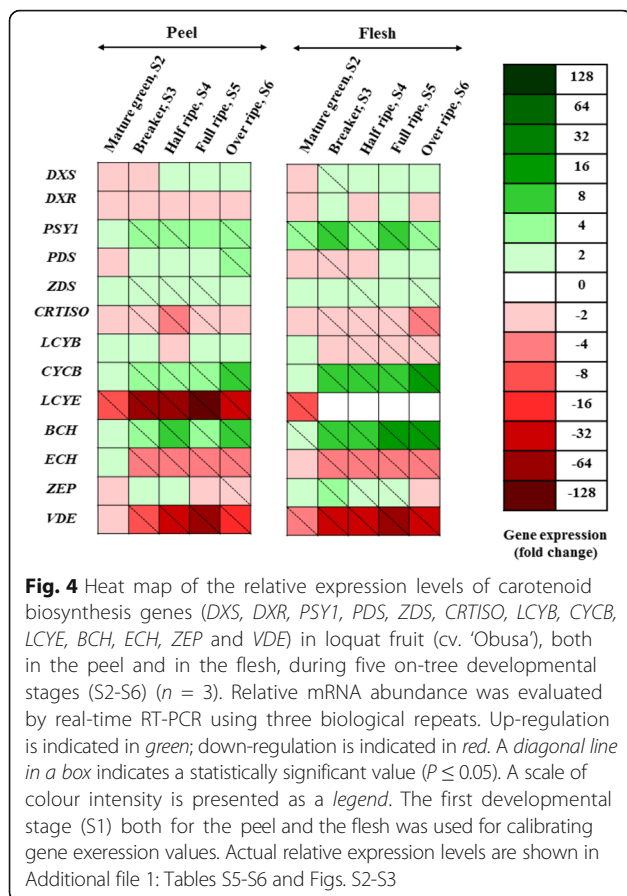 Peel Flesh
Mature green, S2 Breaker, S3 Half ripe, S4 Full ripe, S5 Over ripe, S6 Mature green, S2 Breaker, S3 Half ripe, S4 Full ripe, S5 Over ripe, S6
DXS
DXR
PSY1
PDS
ZDS
CRTISO
LCYB
CYCB
LCYE
BCH
ECH
ZEP
VDE
128
64
32
16
8
4
2
0
-2
-4
-8
-16
-32
-64
-128
Gene expression
(fold change)
Fig. 4 Heat map of the relative expression levels of carotenoid
biosynthesis genes (DXS, DXR, PSY1, PDS, ZDS, CRTISO, LCYB, CYCB,
LCYE, BCH, ECH, ZEP and VDE) in loquat fruit (cv. ‘Obusa’), both
in the peel and in the flesh, during five on-tree developmental
stages (S2-S6) (n = 3). Relative mRNA abundance was evaluated
by real-time RT-PCR using three biological repeats. Up-regulation
is indicated in green; down-regulation is indicated in red. A diagonal line
in a box indicates a statistically significant value (P ≤ 0.05). A scale of
colour intensity is presented as a legend. The first developmental
stage (S1) both for the peel and the flesh was used for calibrating
gene exeression values. Actual relative expression levels are shown in
Additional file 1: Tables S5-S6 and Figs. S2-S3